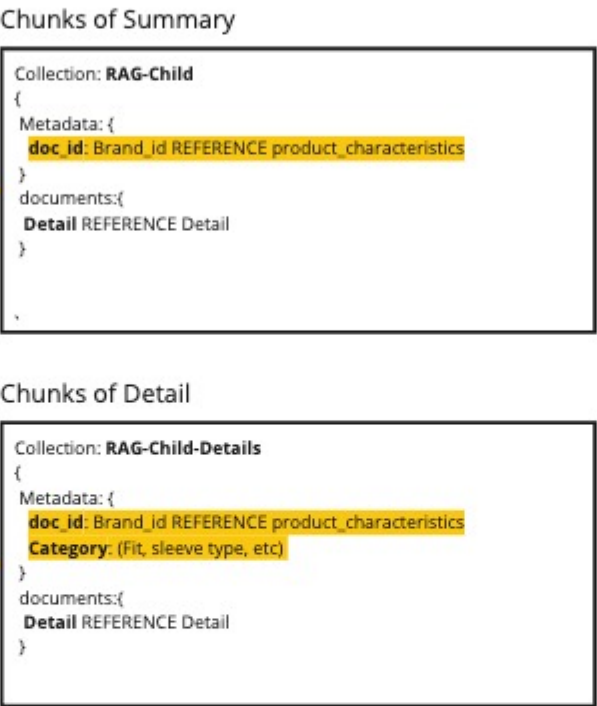 Chunks of Summary
Collection: RAG-Child
{
Metadata: {
doc_id: Brand_id REFERENCE product_characteristics
}
documents:{
Detail REFERENCE Detail
}
Chunks of Detail
Collection: RAG-Child-Details
{
Metadata: {
doc_id: Brand_id REFERENCE product_characteristics
Category: (Fit, sleeve type, etc)
}
documents:{
Detail REFERENCE Detail
}